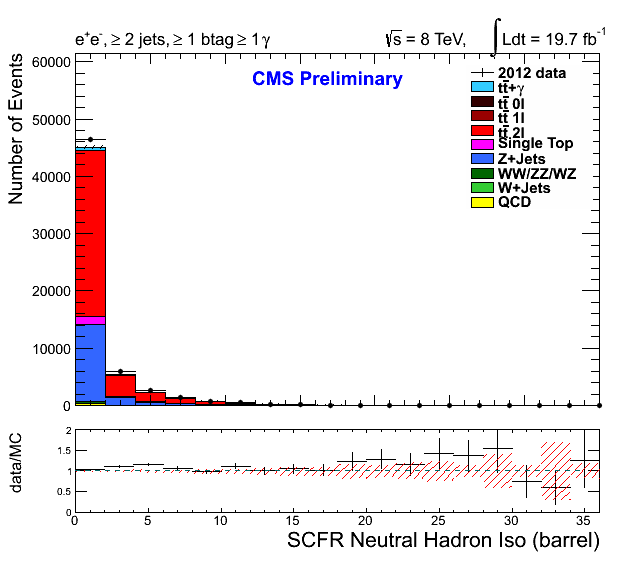 e⁺e⁻, ≥ 2 jets, ≥ 1 btag ≥ 1γ √s = 8 TeV, ∫Ldt = 19.7 fb⁻¹
CMS Preliminary
2012 data
tt̄+γ
tt̄ 0l
tt̄ 1l
tt̄ 2l
Single Top
Z+Jets
WW/ZZ/WZ
W+Jets
QCD
Number of Events
60000
50000
40000
30000
20000
10000
0
data/MC
2
1.5
1
0.5
0
0 5 10 15 20 25 30 35
SCFR Neutral Hadron Iso (barrel)